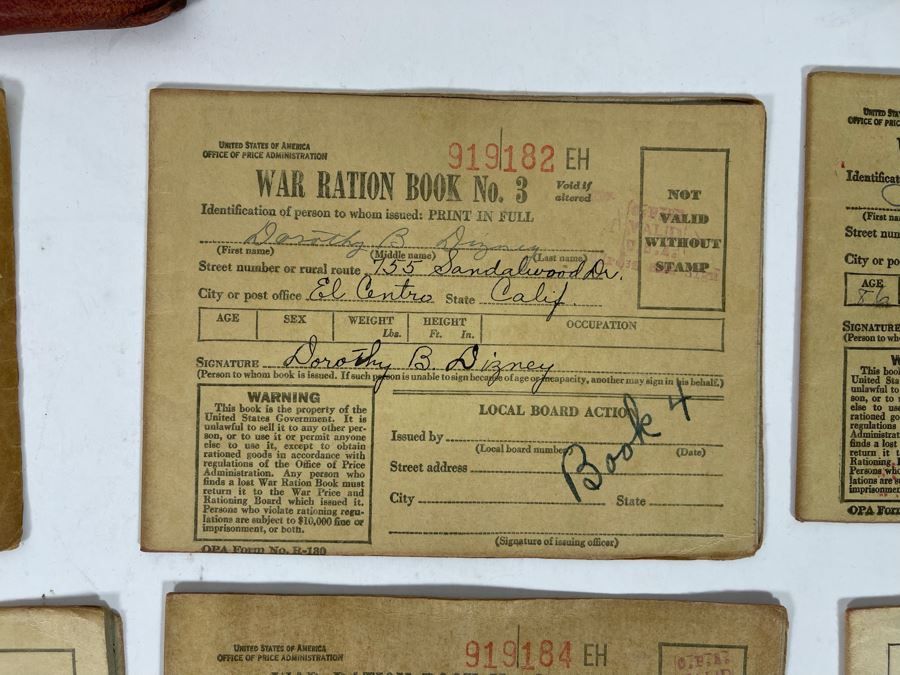 UNITED STATES OF AMERICA
OFFICE OF PRICE ADMINISTRATION
919182 EH
WAR RATION BOOK No. 3
Void if
altered
Identification of person to whom issued: PRINT IN FULL
Dorothy B Dizney
(First name) (Middle name) (Last name)
Street number or rural route 755 Sandalwood Dr.
City or post office El Centro State Calif.
NOT
VALID
WITHOUT
STAMP
AGE SEX WEIGHT Lbs. HEIGHT Ft. In. OCCUPATION
SIGNATURE Dorothy B. Dizney
(Person to whom book is issued. If such person is unable to sign because of age or incapacity, another may sign in his behalf.)
WARNING
This book is the property of the
United States Government. It is
unlawful to sell it to any other per-
son, or to use it or permit anyone
else to use it, except to obtain
rationed goods in accordance with
regulations of the Office of Price
Administration. Any person who
finds a lost War Ration Book must
return it to the War Price and
Rationing Board which issued it.
Persons who violate rationing regu-
lations are subject to $10,000 fine or
imprisonment, or both.
OPA Form No. R-130
LOCAL BOARD ACTION
Issued by
(Local board number) (Date)
Street address
City State
(Signature of issuing officer)
Book 4
UNITED STATES OF AMERICA
OFFICE OF PRICE ADMINISTRATION
919184 EH
AGE
86
SIGNATURE
OPA For